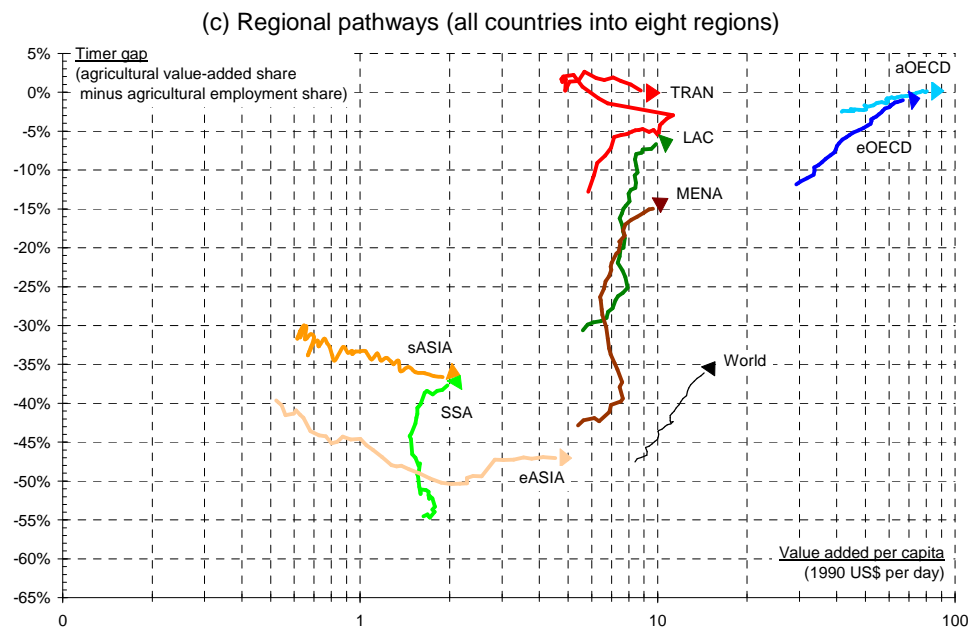 (c) Regional pathways (all countries into eight regions)
5%
Timer gap
(agricultural value-added share
minus agricultural employment share)
aOECD
0%
TRAN
-5%
LAC
eOECD
-10%
MENA
-15%
-20%
-25%
-30%
sASIA
-35%
World
-40%
SSA
-45%
eASIA
-50%
-55%
-60%
Value added per capita
(1990 US$ per day)
-65%
0 1 10 100